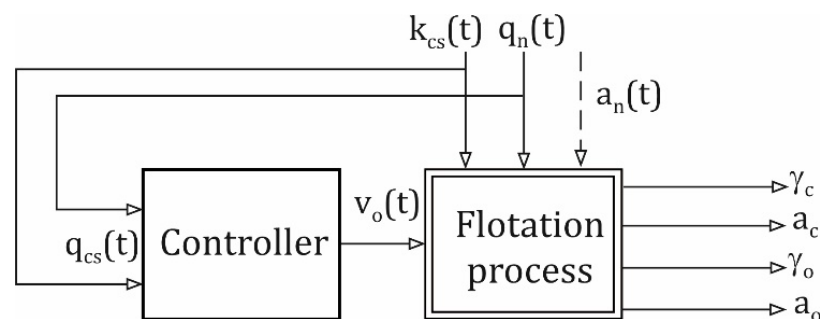 k_cs(t) q_n(t)
a_n(t)
γ_c
v_o(t)
a_c
q_cs(t) Controller
Flotation
process
γ_o
a_o